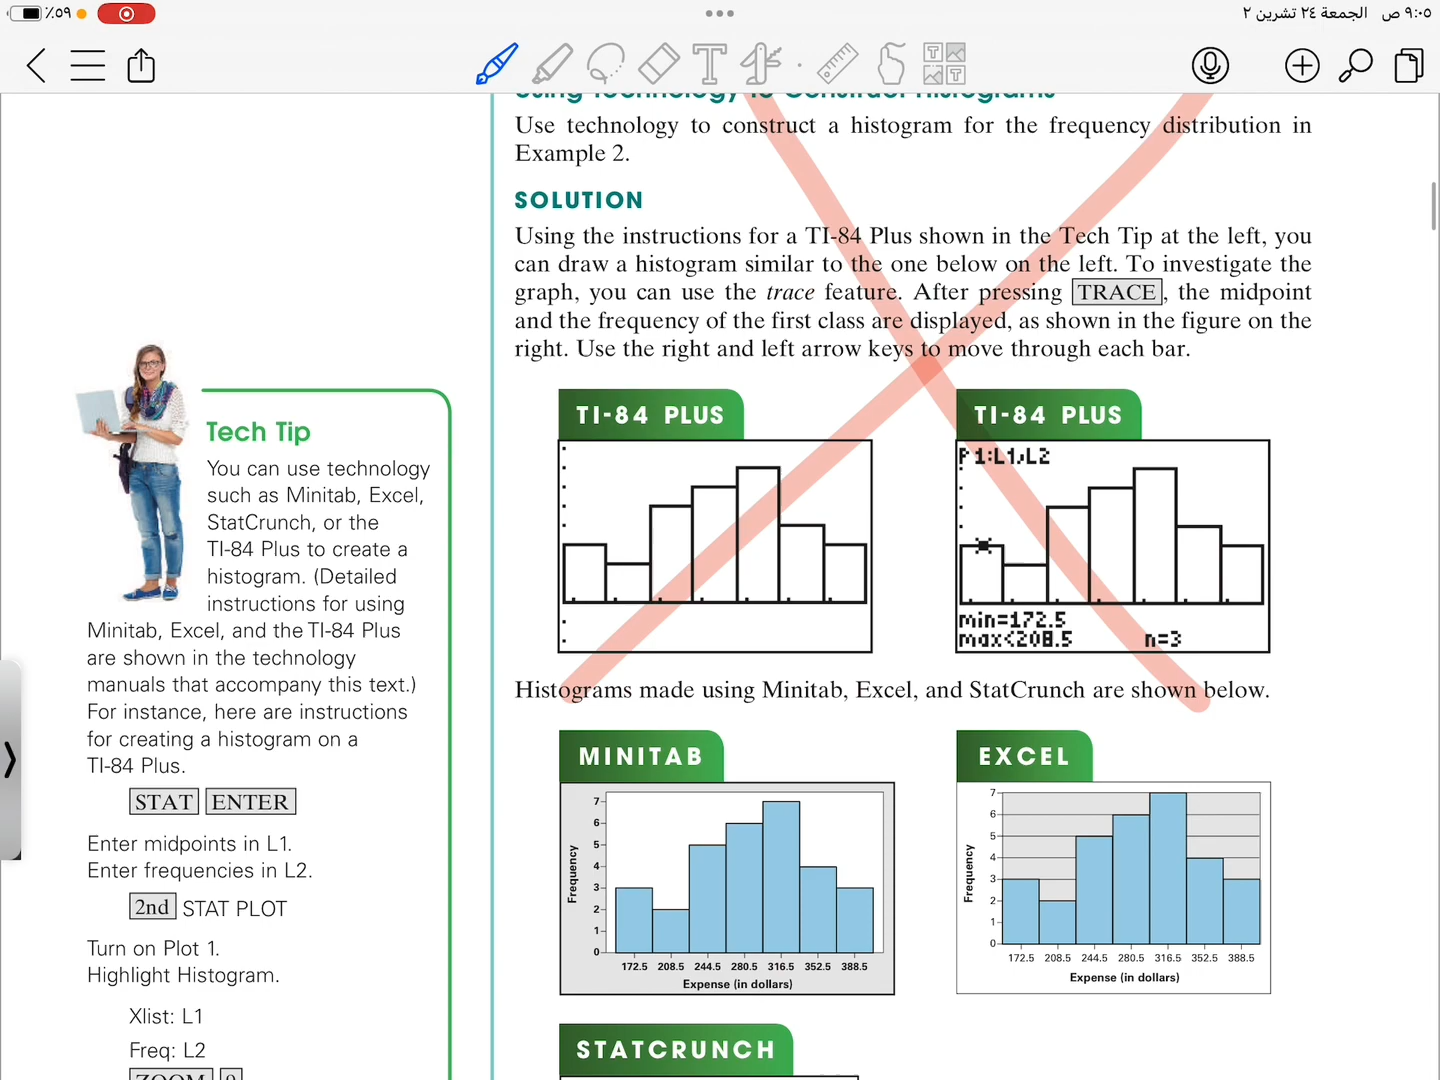 ٪٥٩
٩:٠٥ ص الجمعة ٢٤ تشرين ٢
Using Technology to Construct Histograms
Use technology to construct a histogram for the frequency distribution in
Example 2.
SOLUTION
Using the instructions for a TI-84 Plus shown in the Tech Tip at the left, you
can draw a histogram similar to the one below on the left. To investigate the
graph, you can use the trace feature. After pressing TRACE, the midpoint
and the frequency of the first class are displayed, as shown in the figure on the
right. Use the right and left arrow keys to move through each bar.
TI-84 PLUS
TI-84 PLUS
P1:L1,L2
min=172.5
max<208.5 n=3
Histograms made using Minitab, Excel, and StatCrunch are shown below.
MINITAB
7
6
5
4
3
2
1
0
Frequency
172.5 208.5 244.5 280.5 316.5 352.5 388.5
Expense (in dollars)
EXCEL
7
6
5
4
3
2
1
0
Frequency
172.5 208.5 244.5 280.5 316.5 352.5 388.5
Expense (in dollars)
STATCRUNCH
Tech Tip
You can use technology
such as Minitab, Excel,
StatCrunch, or the
TI-84 Plus to create a
histogram. (Detailed
instructions for using
Minitab, Excel, and the TI-84 Plus
are shown in the technology
manuals that accompany this text.)
For instance, here are instructions
for creating a histogram on a
TI-84 Plus.
STAT ENTER
Enter midpoints in L1.
Enter frequencies in L2.
2nd STAT PLOT
Turn on Plot 1.
Highlight Histogram.
Xlist: L1
Freq: L2
ZOOM 9